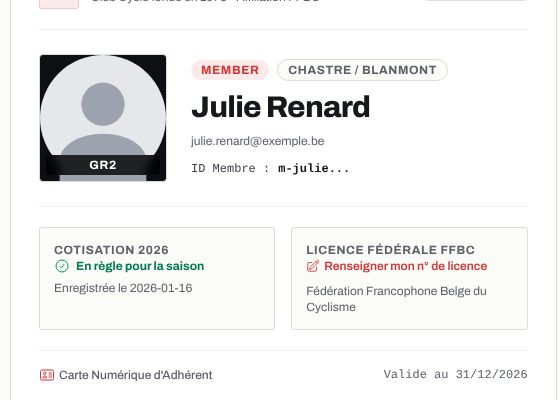 MEMBER
CHASTRE / BLANMONT
Julie Renard
julie.renard@exemple.be
ID Membre : m-julie...
GR2
COTISATION 2026
En règle pour la saison
Enregistrée le 2026-01-16
LICENCE FÉDÉRALE FFBC
Renseigner mon n° de licence
Fédération Francophone Belge du
Cyclisme
Carte Numérique d'Adhérent
Valide au 31/12/2026